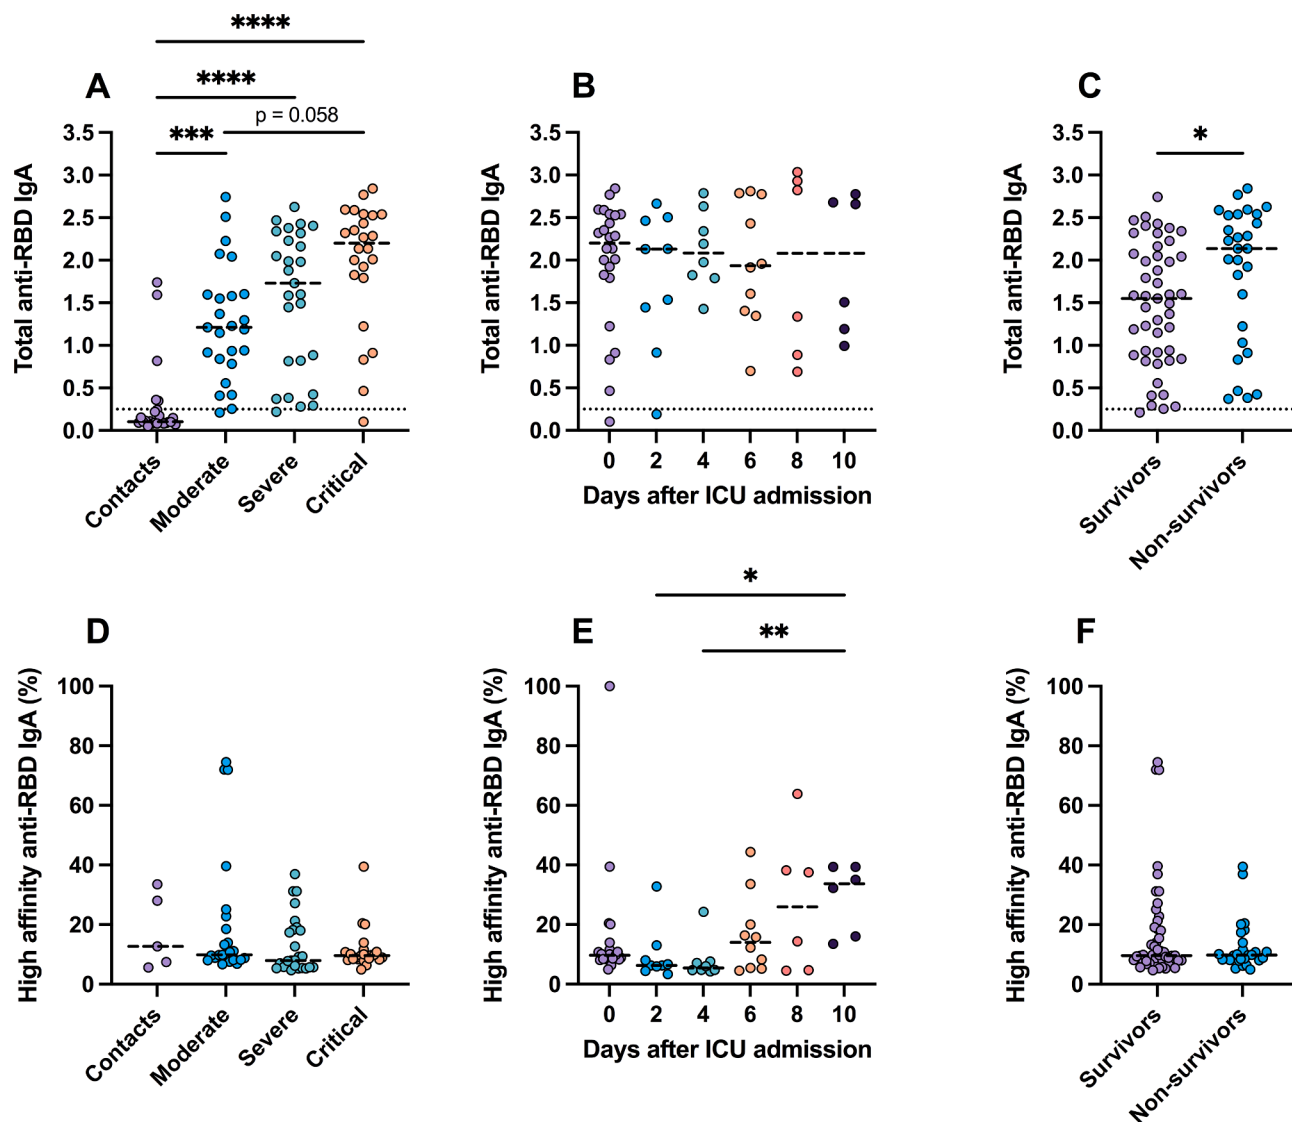 ****
A
****
p = 0.058
***
Total anti-RBD IgA
3.5
3.0
2.5
2.0
1.5
1.0
0.5
0.0
Contacts
Moderate
Severe
Critical
B
Total anti-RBD IgA
3.5
3.0
2.5
2.0
1.5
1.0
0.5
0.0
0 2 4 6 8 10
Days after ICU admission
C
*
Total anti-RBD IgA
3.5
3.0
2.5
2.0
1.5
1.0
0.5
0.0
Survivors
Non-survivors
D
High affinity anti-RBD IgA (%)
100
80
60
40
20
0
Contacts
Moderate
Severe
Critical
*
E
**
High affinity anti-RBD IgA (%)
100
80
60
40
20
0
0 2 4 6 8 10
Days after ICU admission
F
High affinity anti-RBD IgA (%)
100
80
60
40
20
0
Survivors
Non-survivors